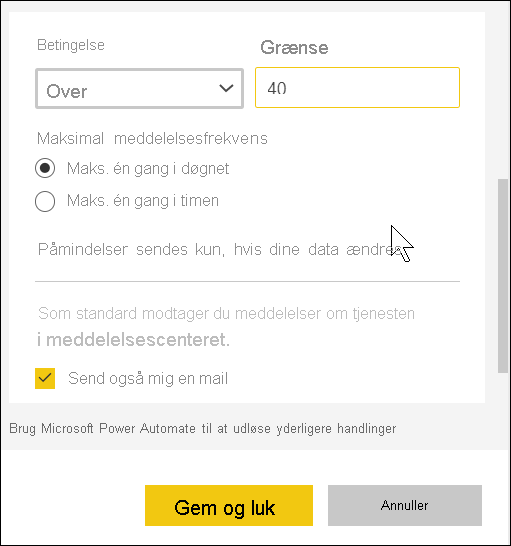 Betingelse
Grænse
Over
40
Maksimal meddelelsesfrekvens
Maks. én gang i døgnet
Maks. én gang i timen
Påmindelser sendes kun, hvis dine data ændres
Som standard modtager du meddelelser om tjenesten
i meddelelsescenteret.
Send også mig en mail
Brug Microsoft Power Automate til at udløse yderligere handlinger
Gem og luk
Annuller